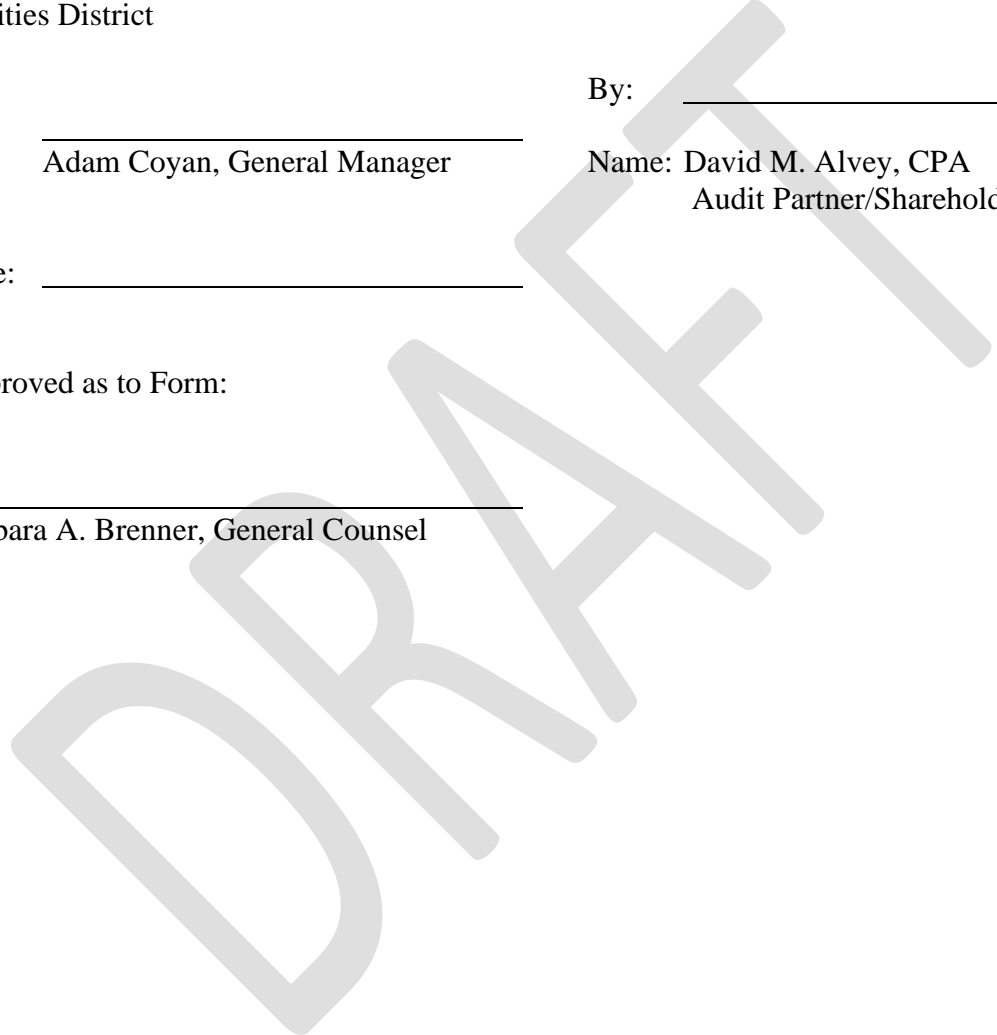 ities District
By:
Adam Coyan, General Manager
Name: David M. Alvey, CPA
Audit Partner/Sharehold
e:
roved as to Form:
bara A. Brenner, General Counsel
DRAFT